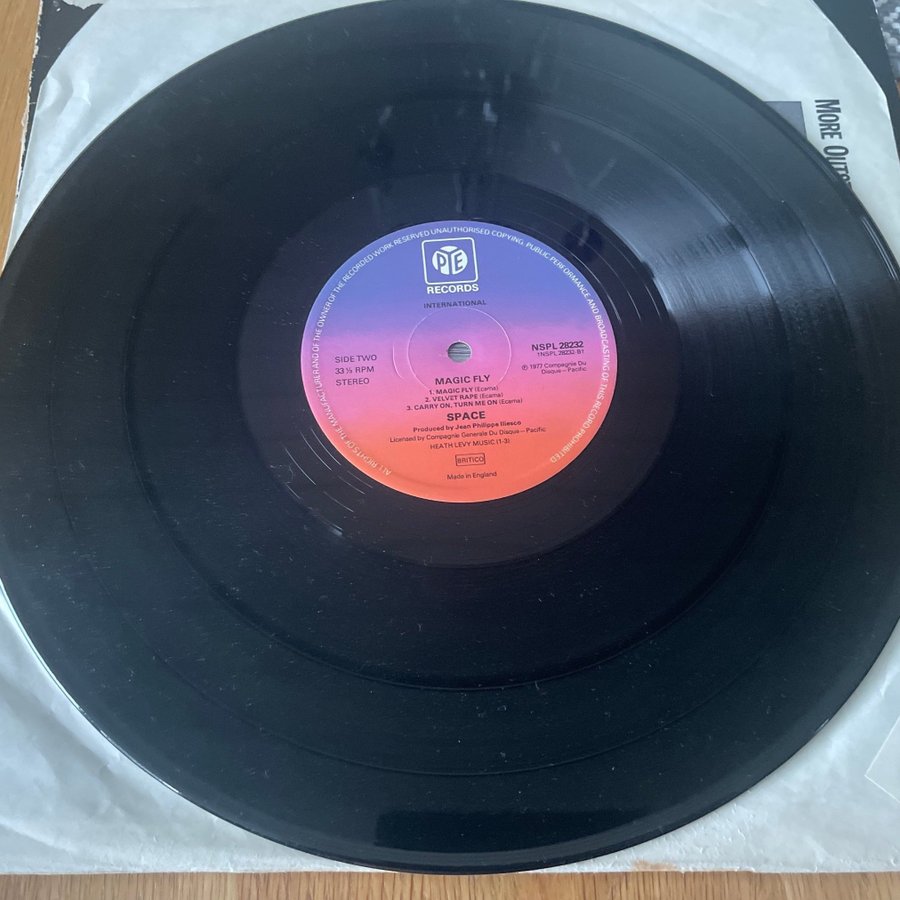 MORE
ALL RIGHTS OF THE MANUFACTURER AND OF THE OWNER OF THE RECORDED WORK RESERVED UNAUTHORISED COPYING. PUBLIC PERFORMANCE AND BROADCASTING OF THIS RECORD PROHIBITED
PYE
RECORDS
INTERNATIONAL
SIDE TWO
33⅓ RPM
STEREO
NSPL 28232
1NSPL 28232 B1
℗ 1977 Compagnie Du
Disque–Pacific
MAGIC FLY
1. MAGIC FLY (Ecama)
2. VELVET RAPE (Ecama)
3. CARRY ON, TURN ME ON (Ecama)
SPACE
Produced by Jean Philippe Iliesco
Licensed by Compagnie Generale Du Disque – Pacific
HEATH LEVY MUSIC (1-3)
BRITICO
Made in England